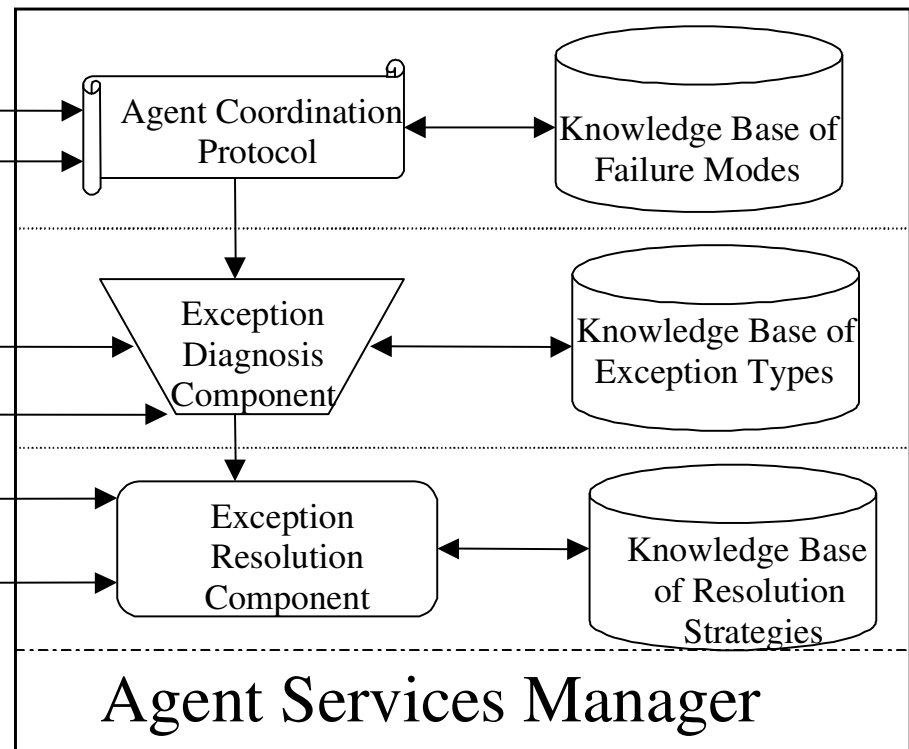 Agent Coordination
Protocol
Knowledge Base of
Failure Modes
Exception
Diagnosis
Component
Knowledge Base of
Exception Types
Exception
Resolution
Component
Knowledge Base
of Resolution
Strategies
Agent Services Manager